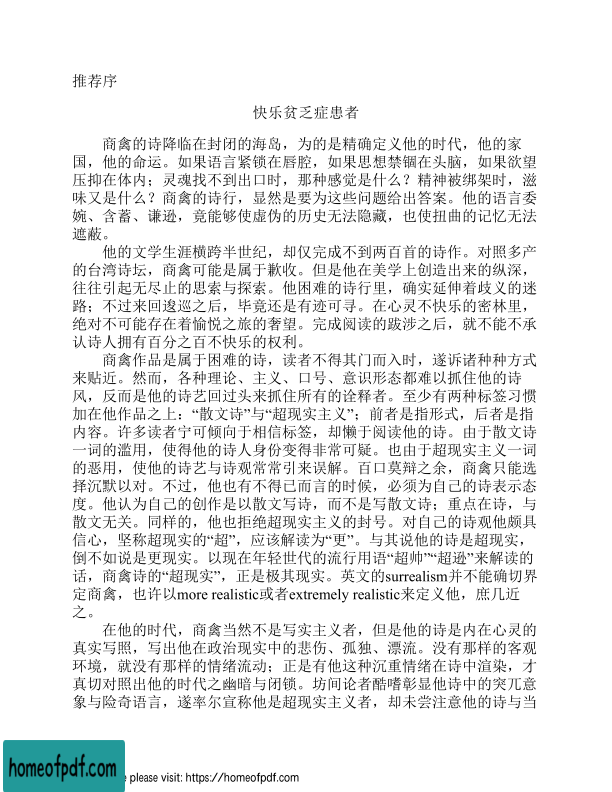 推荐序
快乐贫乏症患者
商禽的诗降临在封闭的海岛，为的是精确定义他的时代，他的家
国，他的命运。如果语言紧锁在唇腔，如果思想禁锢在头脑，如果欲望
压抑在体内；灵魂找不到出口时，那种感觉是什么？精神被绑架时，滋
味又是什么？商禽的诗行，显然是要为这些问题给出答案。他的语言委
婉、含蓄、谦逊，竟能够使虚伪的历史无法隐藏，也使扭曲的记忆无法
遮蔽。
他的文学生涯横跨半世纪，却仅完成不到两百首的诗作。对照多产
的台湾诗坛，商禽可能是属于歉收。但是他在美学上创造出来的纵深，
往往引起无尽止的思索与探索。他困难的诗行里，确实延伸着歧义的迷
路；不过来回逡巡之后，毕竟还是有迹可寻。在心灵不快乐的密林里，
绝对不可能存在着愉悦之旅的奢望。完成阅读的跋涉之后，就不能不承
认诗人拥有百分之百不快乐的权利。
商禽作品是属于困难的诗，读者不得其门而入时，遂诉诸种种方式
来贴近。然而，各种理论、主义、口号、意识形态都难以抓住他的诗
风，反而是他的诗艺回过头来抓住所有的诠释者。至少有两种标签习惯
加在他作品之上：“散文诗”与“超现实主义”；前者是指形式，后者是指
内容。许多读者宁可倾向于相信标签，却懒于阅读他的诗。由于散文诗
一词的滥用，使得他的诗人身份变得非常可疑。也由于超现实主义一词
的恶用，使他的诗艺与诗观常常引来误解。百口莫辩之余，商禽只能选
择沉默以对。不过，他也有不得已而言的时候，必须为自己的诗表示态
度。他认为自己的创作是以散文写诗，而不是写散文诗；重点在诗，与
散文无关。同样的，他也拒绝超现实主义的封号。对自己的诗观他颇具
信心，坚称超现实的“超”，应该解读为“更”。与其说他的诗是超现实，
倒不如说是更现实。以现在年轻世代的流行用语“超帅”“超逊”来解读的
话，商禽诗的“超现实”，正是极其现实。英文的surrealism并不能确切界
定商禽，也许以more realistic或者extremely realistic来定义他，庶几近
之。
在他的时代，商禽当然不是写实主义者，但是他的诗是内在心灵的
真实写照，写出他在政治现实中的悲伤、孤独、漂流。没有那样的客观
环境，就没有那样的情绪流动；正是有他这种沉重情绪在诗中渲染，才
真切对照出他的时代之幽暗与闭锁。坊间论者酷嗜彰显他诗中的突兀意
象与险奇语言，遂率尔宣称他是超现实主义者，却未尝注意他的诗与当
homeofpdf.com
please visit: https://homeofpdf.com